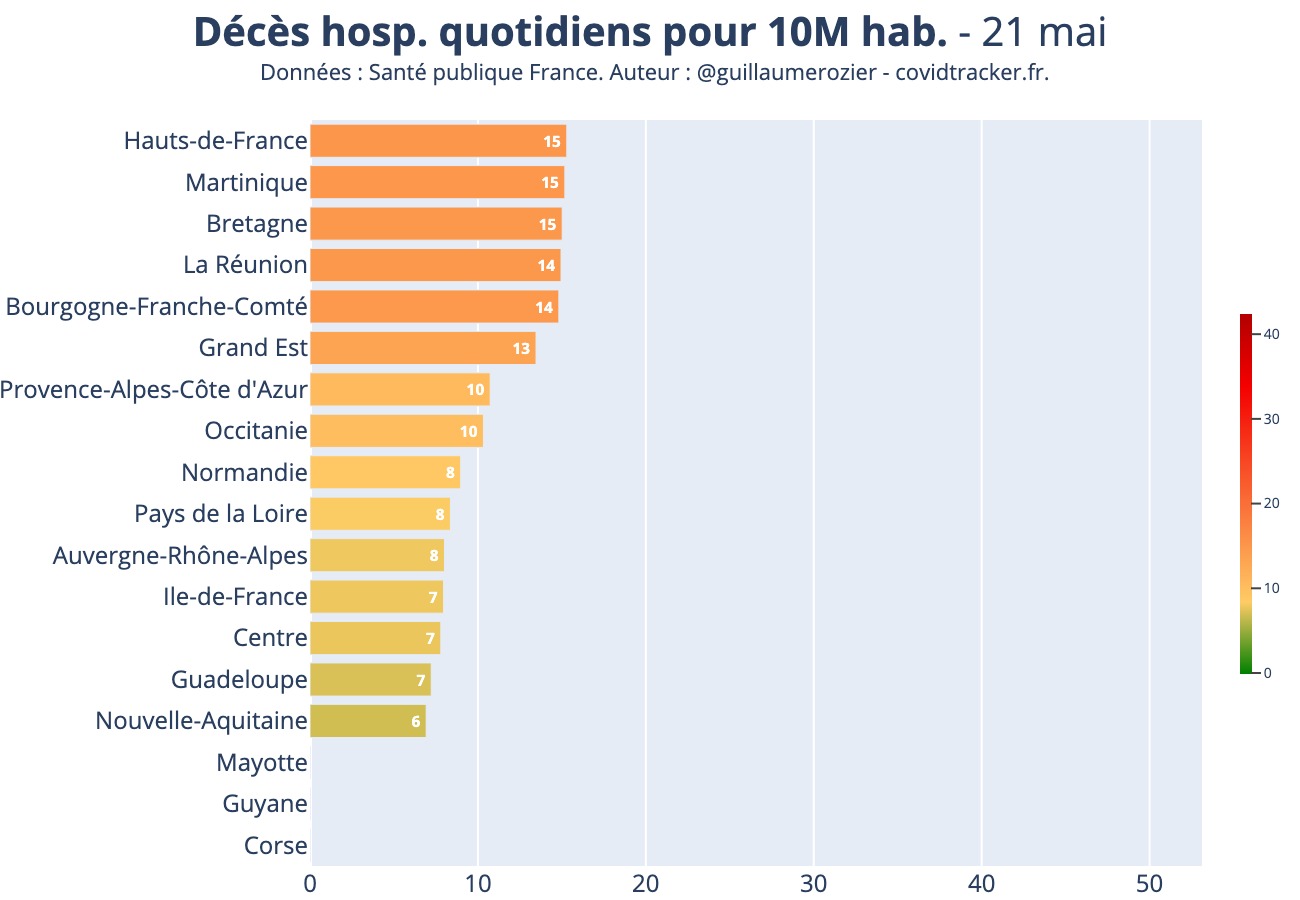 Décès hosp. quotidiens pour 10M hab. - 21 mai
Données : Santé publique France. Auteur : @guillaumerozier - covidtracker.fr.
Hauts-de-France 15
Martinique 15
Bretagne 15
La Réunion 14
Bourgogne-Franche-Comté 14
Grand Est 13
Provence-Alpes-Côte d'Azur 10
Occitanie 10
Normandie 8
Pays de la Loire 8
Auvergne-Rhône-Alpes 8
Ile-de-France 7
Centre 7
Guadeloupe 7
Nouvelle-Aquitaine 6
Mayotte
Guyane
Corse
0 10 20 30 40 50
40
30
20
10
0